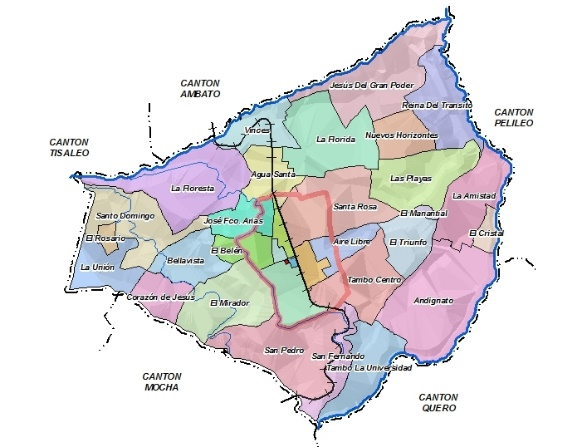 CANTON
AMBATO
Jesus Del Gran Poder
Reina Del Transito
CANTON
PELILEO
Vinces
La Florida
Nuevos Horizontes
CANTON
TISALEO
Agua Santa
Las Playas
La Floresta
La Amistad
Santo Domingo
José Fco. Arias
Santa Rosa
El Manantial
El Rosario
El Belén
Aire Libre
El Triunfo
El Cristal
La Unión
Bellavista
Tambo Centro
Corazón de Jesus
El Mirador
Andignato
San Pedro
San Fernando
Tambo La Universidad
CANTON
MOCHA
CANTON
QUERO